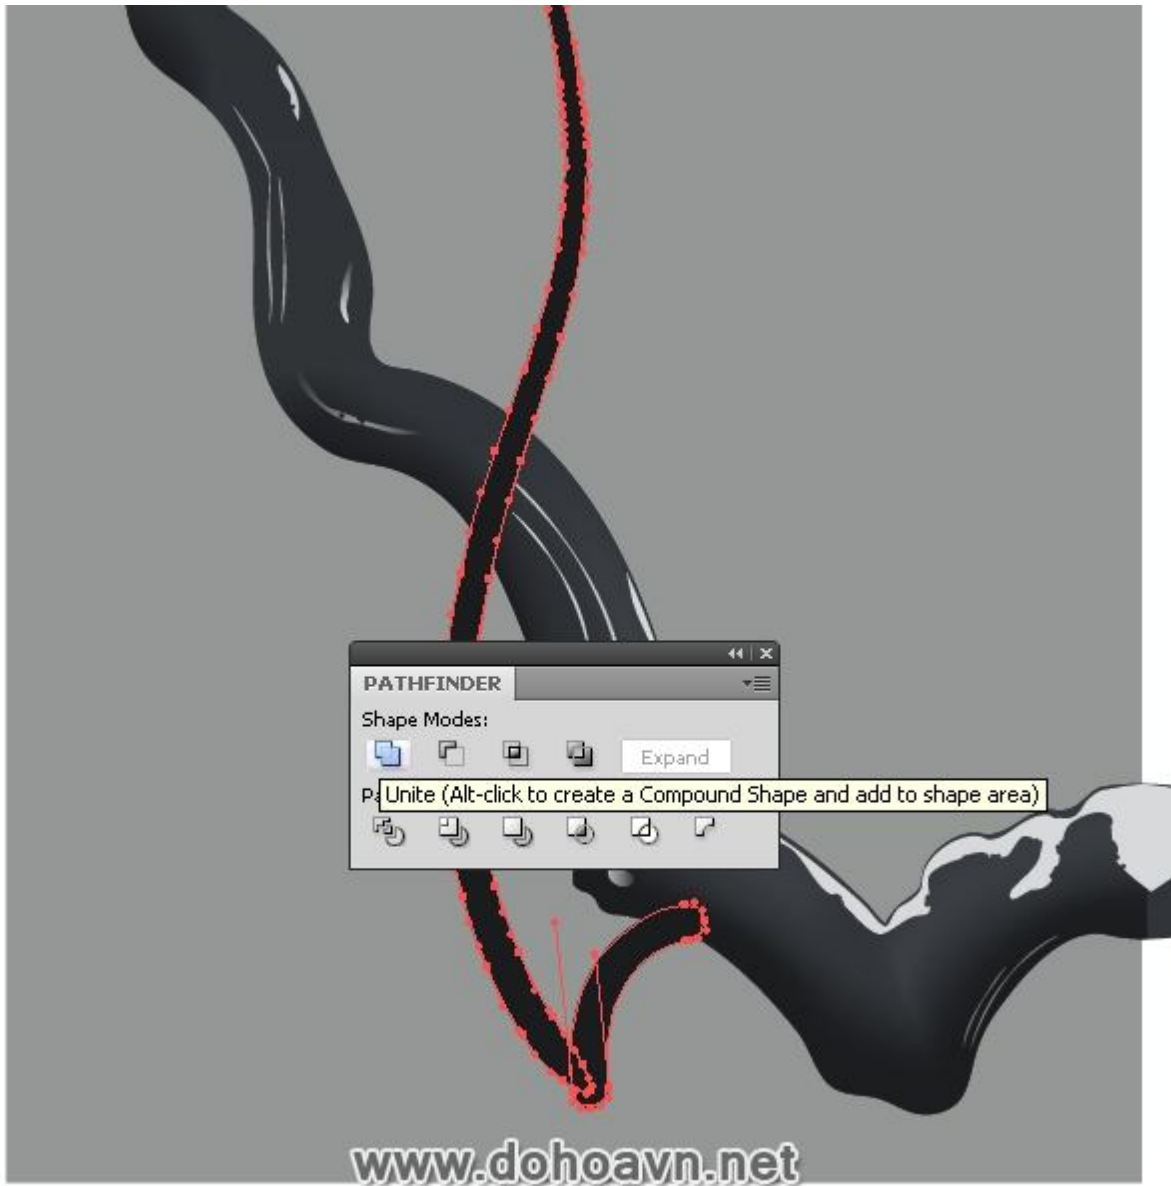 PATHFINDER
Shape Modes:
Expand
Unite (Alt-click to create a Compound Shape and add to shape area)
www.dohoavn.net